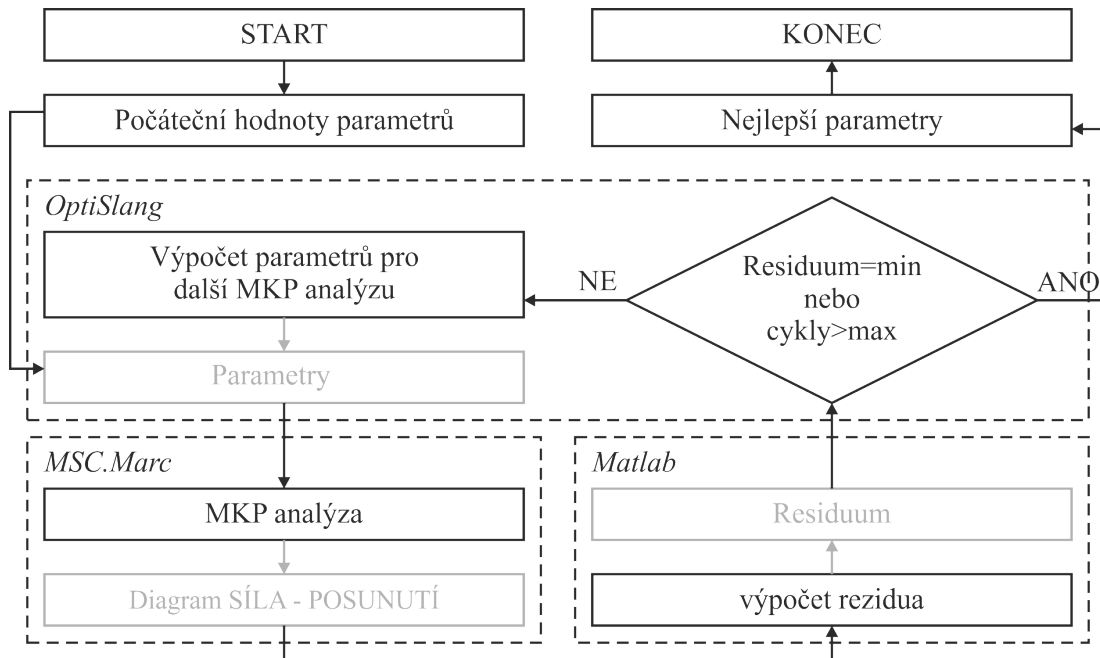 START
KONEC
Počáteční hodnoty parametrů
Nejlepší parametry
OptiSlang
Výpočet parametrů pro
další MKP analýzu
Parametry
NE
Residuum=min
nebo
cykly>max
ANO
MSC.Marc
MKP analýza
Diagram SÍLA - POSUNUTÍ
Matlab
Residuum
výpočet rezidua